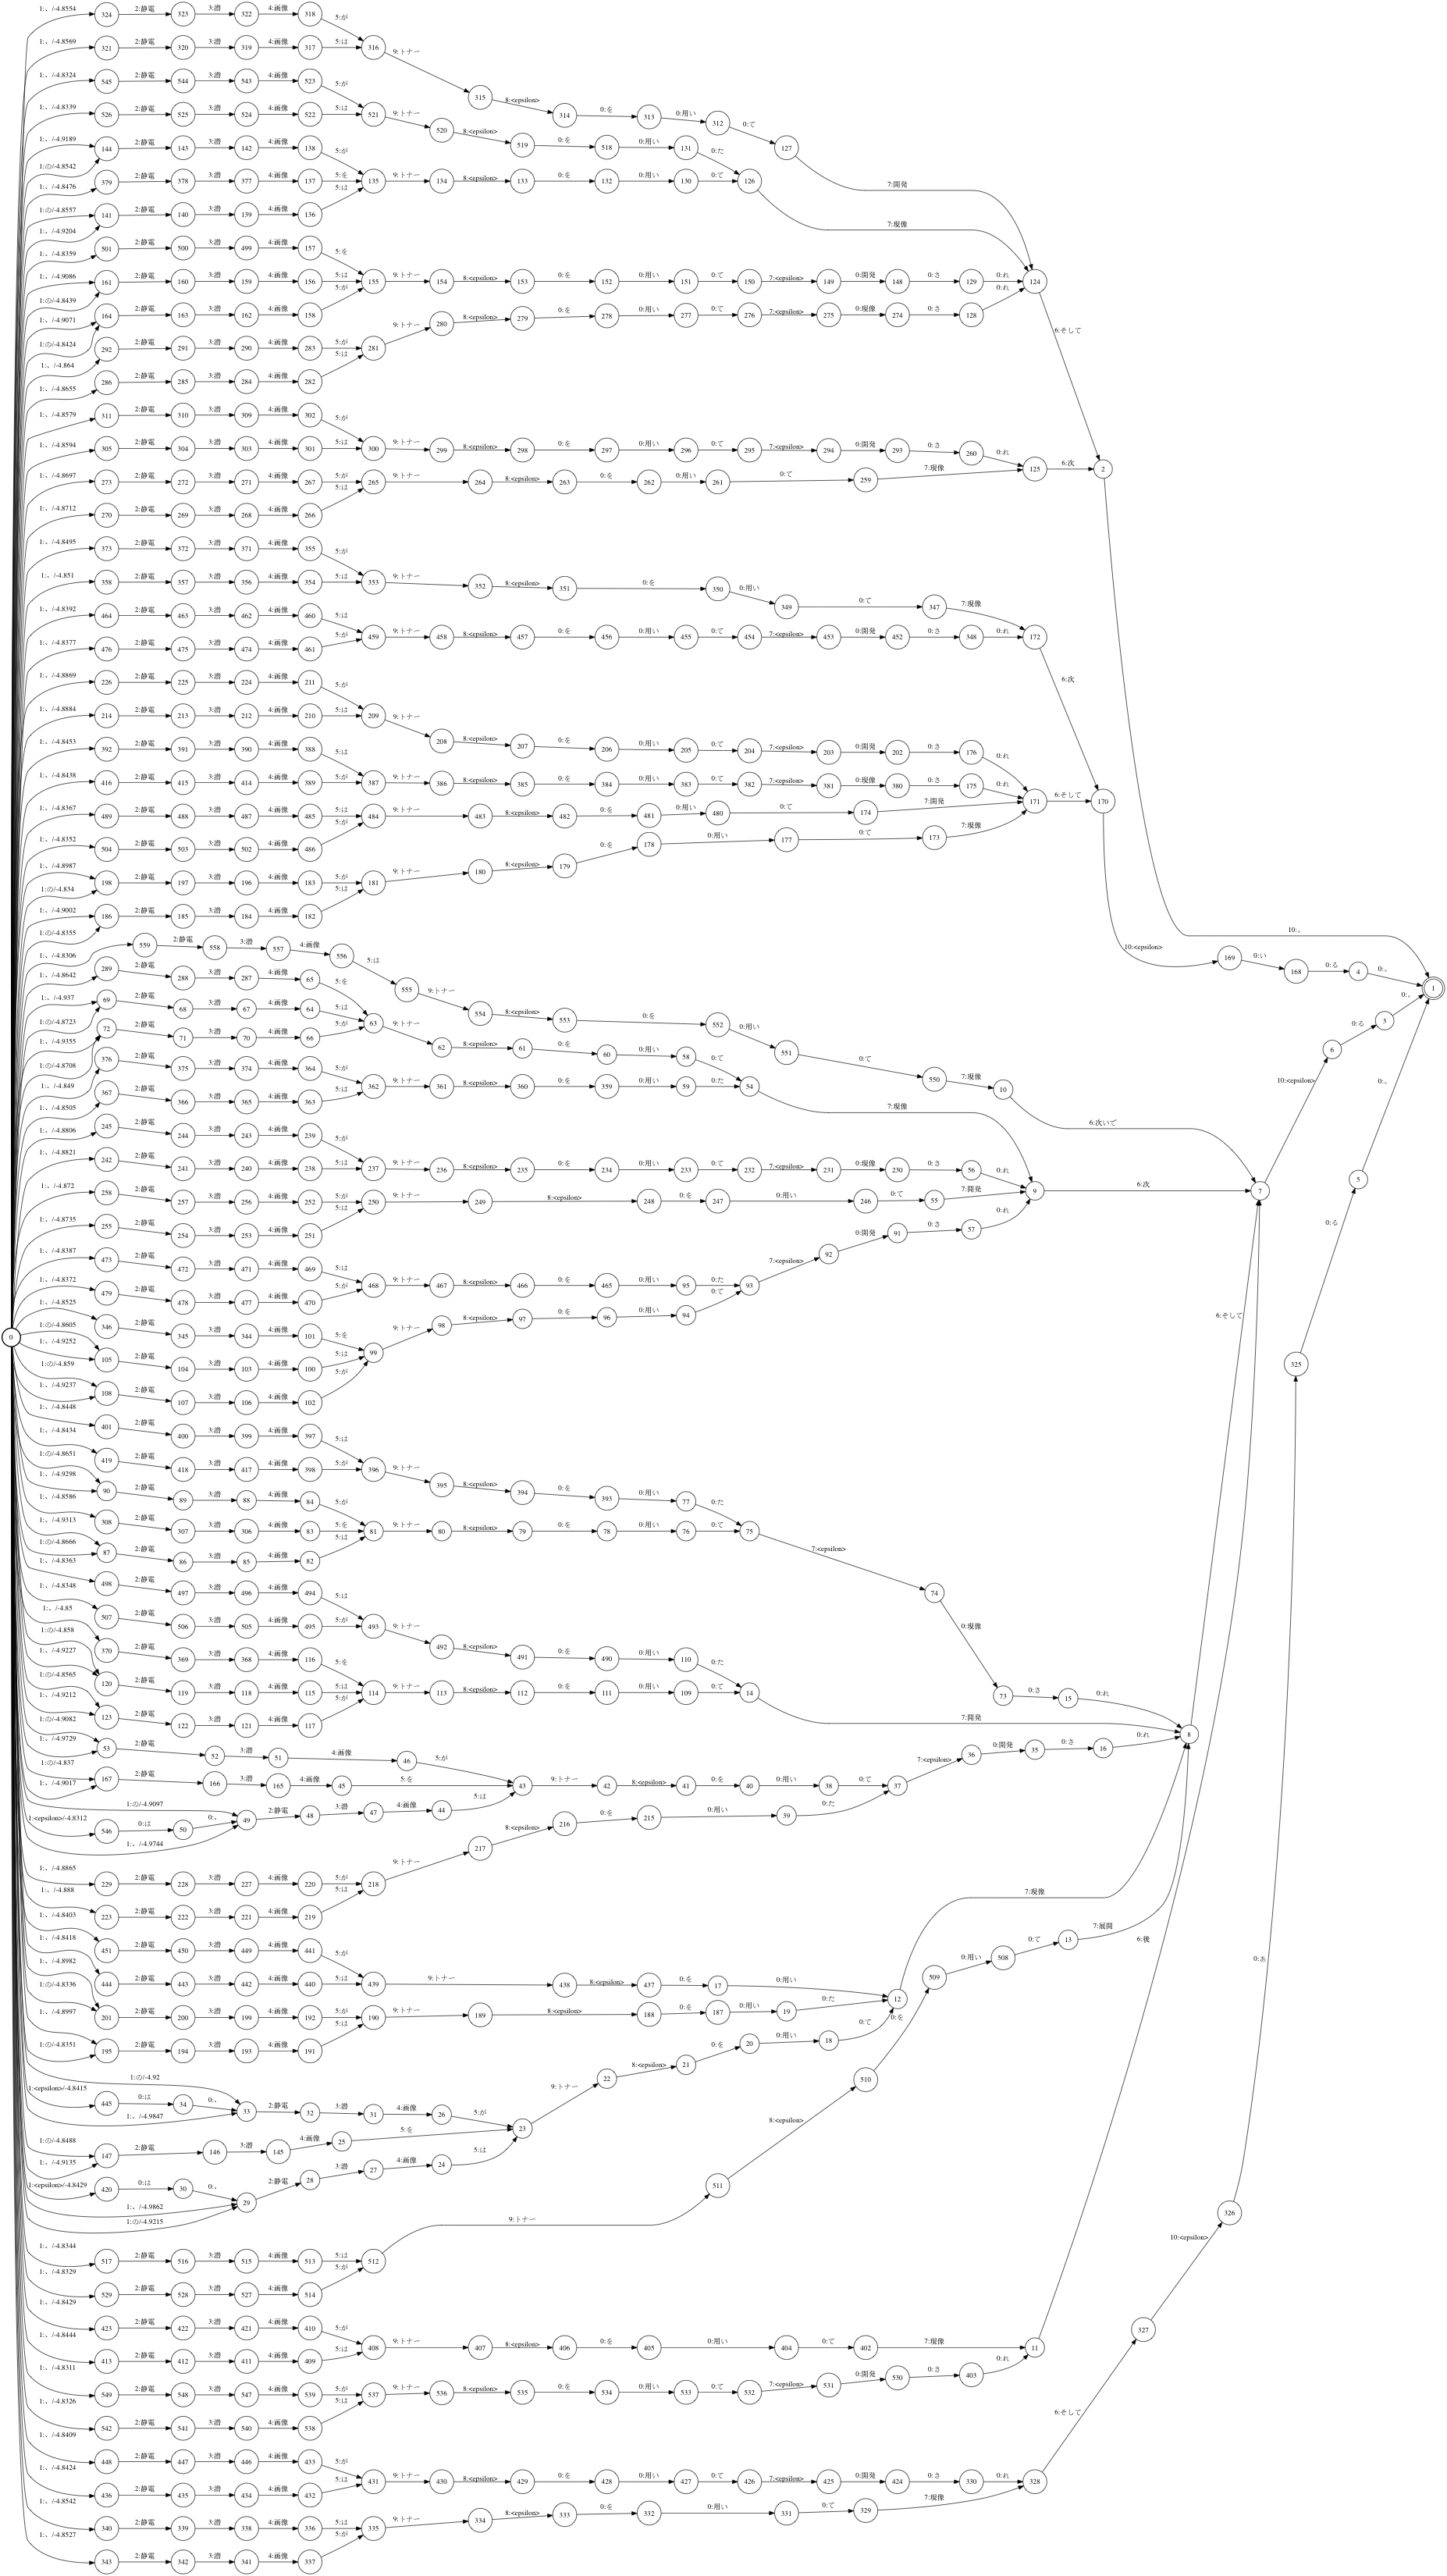 1:、/-4.8554 324 2:静電 323 3:潜 322 4:画像 318 5:が
1:、/-4.8569 321 2:静電 320 3:潜 319 4:画像 317 5:は 316 9:トナー 315 8:<epsilon> 314 0:を 313 0:用い 312 0:て 127 7:開発
1:、/-4.8324 545 2:静電 544 3:潜 543 4:画像 523 5:が
1:、/-4.8339 526 2:静電 525 3:潜 524 4:画像 522 5:は 521 9:トナー 520 8:<epsilon> 519 0:を 518 0:用い 131 0:た
1:、/-4.9189 1:の/-4.8542 144 2:静電 143 3:潜 142 4:画像 138 5:が
1:、/-4.8476 379 2:静電 378 3:潜 377 4:画像 137 5:を 135 9:トナー 134 8:<epsilon> 133 0:を 132 0:用い 130 0:て 126 7:現像
1:の/-4.8557 1:、/-4.9204 141 2:静電 140 3:潜 139 4:画像 136 5:は
1:、/-4.8359 501 2:静電 500 3:潜 499 4:画像 157 5:を
1:、/-4.9086 1:の/-4.8439 161 2:静電 160 3:潜 159 4:画像 156 5:は 155 9:トナー 154 8:<epsilon> 153 0:を 152 0:用い 151 0:て 150 7:<epsilon> 149 0:開発 148 0:さ 129 0:れ 124 6:そして
1:、/-4.9071 1:の/-4.8424 164 2:静電 163 3:潜 162 4:画像 158 5:が
1:、/-4.864 292 2:静電 291 3:潜 290 4:画像 283 5:が 281 9:トナー 280 8:<epsilon> 279 0:を 278 0:用い 277 0:て 276 7:<epsilon> 275 0:現像 274 0:さ 128 0:れ
1:、/-4.8655 286 2:静電 285 3:潜 284 4:画像 282 5:は
1:、/-4.8579 311 2:静電 310 3:潜 309 4:画像 302 5:が
1:、/-4.8594 305 2:静電 304 3:潜 303 4:画像 301 5:は 300 9:トナー 299 8:<epsilon> 298 0:を 297 0:用い 296 0:て 295 7:<epsilon> 294 0:開発 293 0:さ 260 0:れ 125 6:次 2 10:。
1:、/-4.8697 273 2:静電 272 3:潜 271 4:画像 267 5:が 265 9:トナー 264 8:<epsilon> 263 0:を 262 0:用い 261 0:て 259 7:現像
1:、/-4.8712 270 2:静電 269 3:潜 268 4:画像 266 5:は
1:、/-4.8495 373 2:静電 372 3:潜 371 4:画像 355 5:が
1:、/-4.851 358 2:静電 357 3:潜 356 4:画像 354 5:は 353 9:トナー 352 8:<epsilon> 351 0:を 350 0:用い 349 0:て 347 7:現像
1:、/-4.8392 464 2:静電 463 3:潜 462 4:画像 460 5:は
1:、/-4.8377 476 2:静電 475 3:潜 474 4:画像 461 5:が 459 9:トナー 458 8:<epsilon> 457 0:を 456 0:用い 455 0:て 454 7:<epsilon> 453 0:開発 452 0:さ 348 0:れ 172 6:次
1:、/-4.8869 226 2:静電 225 3:潜 224 4:画像 211 5:が
1:、/-4.8884 214 2:静電 213 3:潜 212 4:画像 210 5:は 209 9:トナー 208 8:<epsilon> 207 0:を 206 0:用い 205 0:て 204 7:<epsilon> 203 0:開発 202 0:さ 176 0:れ
1:、/-4.8453 392 2:静電 391 3:潜 390 4:画像 388 5:は
1:、/-4.8438 416 2:静電 415 3:潜 414 4:画像 389 5:が 387 9:トナー 386 8:<epsilon> 385 0:を 384 0:用い 383 0:て 382 7:<epsilon> 381 0:現像 380 0:さ 175 0:れ 171 6:そして 170
1:、/-4.8367 489 2:静電 488 3:潜 487 4:画像 485 5:は 484 9:トナー 483 8:<epsilon> 482 0:を 481 0:用い 480 0:て 174 7:開発
1:、/-4.8352 504 2:静電 503 3:潜 502 4:画像 486 5:が
1:、/-4.8987 1:の/-4.834 198 2:静電 197 3:潜 196 4:画像 183 5:が 181 9:トナー 180 8:<epsilon> 179 0:を 178 0:用い 177 0:て 173 7:現像
1:、/-4.9002 1:の/-4.8355 186 2:静電 185 3:潜 184 4:画像 182 5:は
1:、/-4.8306 559 2:静電 558 3:潜 557 4:画像 556 5:は 555 9:トナー 554 8:<epsilon> 553 0:を 552 0:用い 551 0:て 550 7:現像 10 6:次いで
10:<epsilon> 169 0:い 168 0:る 4 0:。 1
1:、/-4.8642 289 2:静電 288 3:潜 287 4:画像 65 5:を
1:、/-4.937 1:の/-4.8723 69 2:静電 68 3:潜 67 4:画像 64 5:は 63 9:トナー 62 8:<epsilon> 61 0:を 60 0:用い 58 0:て
1:、/-4.9355 1:の/-4.8708 72 2:静電 71 3:潜 70 4:画像 66 5:が
1:、/-4.849 376 2:静電 375 3:潜 374 4:画像 364 5:が 362 9:トナー 361 8:<epsilon> 360 0:を 359 0:用い 59 0:た 54 7:現像
1:、/-4.8505 367 2:静電 366 3:潜 365 4:画像 363 5:は
1:、/-4.8806 245 2:静電 244 3:潜 243 4:画像 239 5:が
1:、/-4.8821 242 2:静電 241 3:潜 240 4:画像 238 5:は 237 9:トナー 236 8:<epsilon> 235 0:を 234 0:用い 233 0:て 232 7:<epsilon> 231 0:現像 230 0:さ 56 0:れ
1:、/-4.872 258 2:静電 257 3:潜 256 4:画像 252 5:が 250 9:トナー 249 8:<epsilon> 248 0:を 247 0:用い 246 0:て 55 7:開発 9 6:次 7 10:<epsilon> 6 0:る 3 0:。
1:、/-4.8735 255 2:静電 254 3:潜 253 4:画像 251 5:は
1:、/-4.8387 473 2:静電 472 3:潜 471 4:画像 469 5:は
1:、/-4.8372 479 2:静電 478 3:潜 477 4:画像 470 5:が 468 9:トナー 467 8:<epsilon> 466 0:を 465 0:用い 95 0:た 93 7:<epsilon> 92 0:開発 91 0:さ 57 0:れ
0
1:、/-4.8525 346 2:静電 345 3:潜 344 4:画像 101 5:を
1:の/-4.8605 1:、/-4.9252 105 2:静電 104 3:潜 103 4:画像 100 5:は 99 9:トナー 98 8:<epsilon> 97 0:を 96 0:用い 94 0:て
1:の/-4.859 1:、/-4.9237 108 2:静電 107 3:潜 106 4:画像 102 5:が
1:、/-4.8448 401 2:静電 400 3:潜 399 4:画像 397 5:は
1:、/-4.8434 419 2:静電 418 3:潜 417 4:画像 398 5:が 396 9:トナー 395 8:<epsilon> 394 0:を 393 0:用い 77 0:た
1:の/-4.8651 1:、/-4.9298 90 2:静電 89 3:潜 88 4:画像 84 5:が
1:、/-4.8586 308 2:静電 307 3:潜 306 4:画像 83 5:を 81 9:トナー 80 8:<epsilon> 79 0:を 78 0:用い 76 0:て 75 7:<epsilon> 74 0:現像 73 0:さ 15 0:れ
1:、/-4.9313 1:の/-4.8666 87 2:静電 86 3:潜 85 4:画像 82 5:は
1:、/-4.8363 498 2:静電 497 3:潜 496 4:画像 494 5:は
1:、/-4.8348 507 2:静電 506 3:潜 505 4:画像 495 5:が 493 9:トナー 492 8:<epsilon> 491 0:を 490 0:用い 110 0:た
1:、/-4.85 370 2:静電 369 3:潜 368 4:画像 116 5:を
1:の/-4.858 1:、/-4.9227 120 2:静電 119 3:潜 118 4:画像 115 5:は 114 9:トナー 113 8:<epsilon> 112 0:を 111 0:用い 109 0:て 14 7:開発 8 6:そして
1:の/-4.8565 1:、/-4.9212 123 2:静電 122 3:潜 121 4:画像 117 5:が
1:の/-4.9082 1:、/-4.9729 53 2:静電 52 3:潜 51 4:画像 46 5:が
1:の/-4.837 1:、/-4.9017 167 2:静電 166 3:潜 165 4:画像 45 5:を 43 9:トナー 42 8:<epsilon> 41 0:を 40 0:用い 38 0:て 37 7:<epsilon> 36 0:開発 35 0:さ 16 0:れ
1:の/-4.9097 1:<epsilon>/-4.8312 546 0:は 50 0:、 1:、/-4.9744 49 2:静電 48 3:潜 47 4:画像 44 5:は
1:、/-4.8865 229 2:静電 228 3:潜 227 4:画像 220 5:が 218 9:トナー 217 8:<epsilon> 216 0:を 215 0:用い 39 0:た
1:、/-4.888 223 2:静電 222 3:潜 221 4:画像 219 5:は
1:、/-4.8403 451 2:静電 450 3:潜 449 4:画像 441 5:が
1:、/-4.8418 444 2:静電 443 3:潜 442 4:画像 440 5:は 439 9:トナー 438 8:<epsilon> 437 0:を 17 0:用い 12 7:現像
1:、/-4.8982 1:の/-4.8336 201 2:静電 200 3:潜 199 4:画像 192 5:が 190 9:トナー 189 8:<epsilon> 188 0:を 187 0:用い 19 0:た
1:、/-4.8997 1:の/-4.8351 195 2:静電 194 3:潜 193 4:画像 191 5:は
1:の/-4.92 1:<epsilon>/-4.8415 445 0:は 34 0:、 1:、/-4.9847 33 2:静電 32 3:潜 31 4:画像 26 5:が 23 9:トナー 22 8:<epsilon> 21 0:を 20 0:用い 18 0:て
1:の/-4.8488 1:、/-4.9135 147 2:静電 146 3:潜 145 4:画像 25 5:を
1:<epsilon>/-4.8429 420 0:は 30 0:、 1:、/-4.9862 1:の/-4.9215 29 2:静電 28 3:潜 27 4:画像 24 5:は
1:、/-4.8344 517 2:静電 516 3:潜 515 4:画像 513 5:は 512 9:トナー 511 8:<epsilon> 510 0:を 509 0:用い 508 0:て 13 7:展開
1:、/-4.8329 529 2:静電 528 3:潜 527 4:画像 514 5:が
1:、/-4.8429 423 2:静電 422 3:潜 421 4:画像 410 5:が
1:、/-4.8444 413 2:静電 412 3:潜 411 4:画像 409 5:は 408 9:トナー 407 8:<epsilon> 406 0:を 405 0:用い 404 0:て 402 7:現像 11 6:後
1:、/-4.8311 549 2:静電 548 3:潜 547 4:画像 539 5:が 537 9:トナー 536 8:<epsilon> 535 0:を 534 0:用い 533 0:て 532 7:<epsilon> 531 0:開発 530 0:さ 403 0:れ
1:、/-4.8326 542 2:静電 541 3:潜 540 4:画像 538 5:は
1:、/-4.8409 448 2:静電 447 3:潜 446 4:画像 433 5:が
1:、/-4.8424 436 2:静電 435 3:潜 434 4:画像 432 5:は 431 9:トナー 430 8:<epsilon> 429 0:を 428 0:用い 427 0:て 426 7:<epsilon> 425 0:開発 424 0:さ 330 0:れ 328 6:そして 327 10:<epsilon> 326 0:あ 325 0:る 5 0:。
1:、/-4.8542 340 2:静電 339 3:潜 338 4:画像 336 5:は 335 9:トナー 334 8:<epsilon> 333 0:を 332 0:用い 331 0:て 329 7:現像
1:、/-4.8527 343 2:静電 342 3:潜 341 4:画像 337 5:が